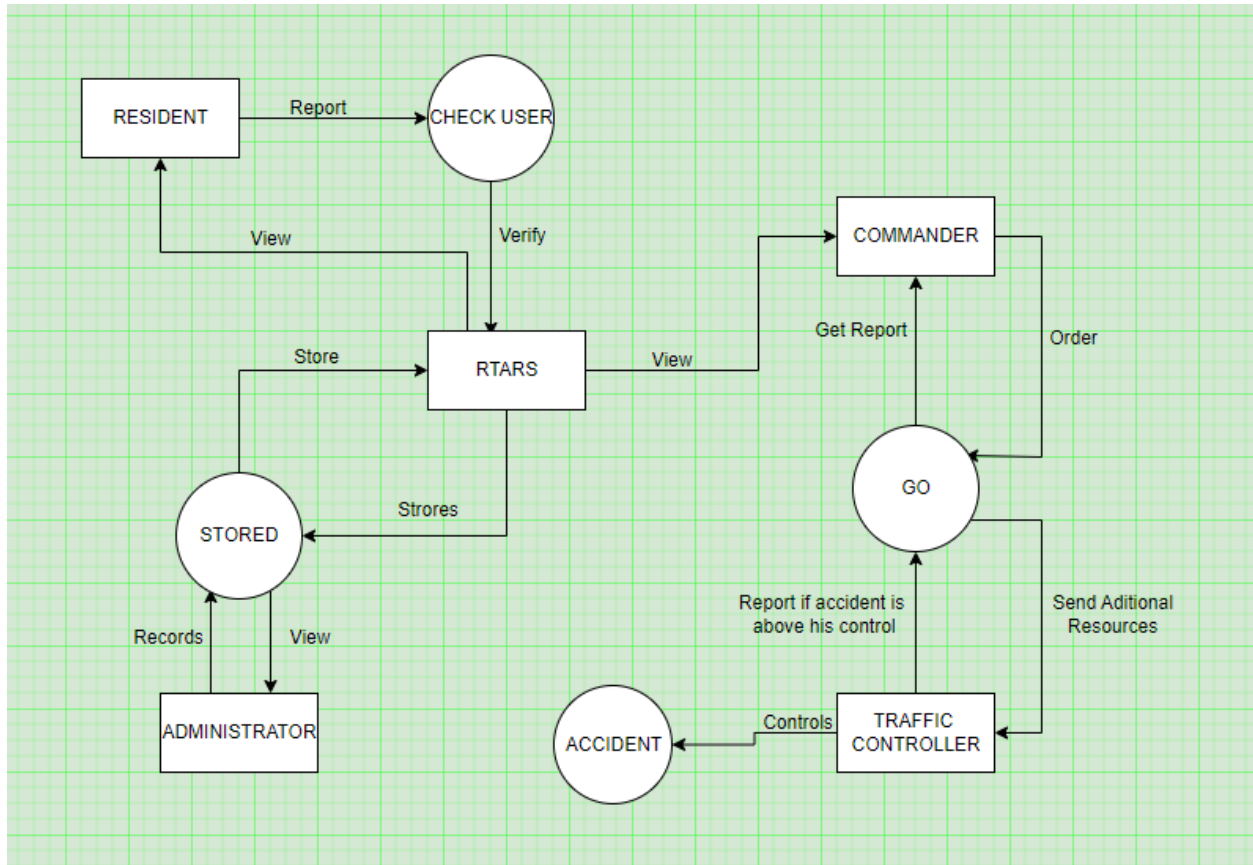 RESIDENT
Report
CHECK USER
View
Verify
COMMANDER
Get Report
Order
Store
RTARS
View
GO
Strores
STORED
Report if accident is
above his control
Send Aditional
Resources
Records
View
ADMINISTRATOR
ACCIDENT
Controls
TRAFFIC
CONTROLLER